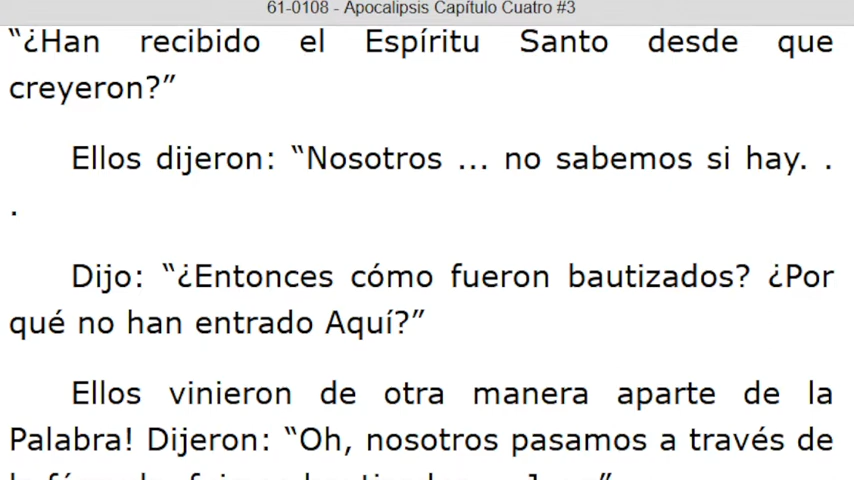 61-0108 - Apocalipsis Capítulo Cuatro #3
“¿Han recibido el Espíritu Santo desde que
creyeron?”
Ellos dijeron: “Nosotros ... no sabemos si hay. .
.
Dijo: “¿Entonces cómo fueron bautizados? ¿Por
qué no han entrado Aquí?”
Ellos vinieron de otra manera aparte de la
Palabra! Dijeron: “Oh, nosotros pasamos a través de